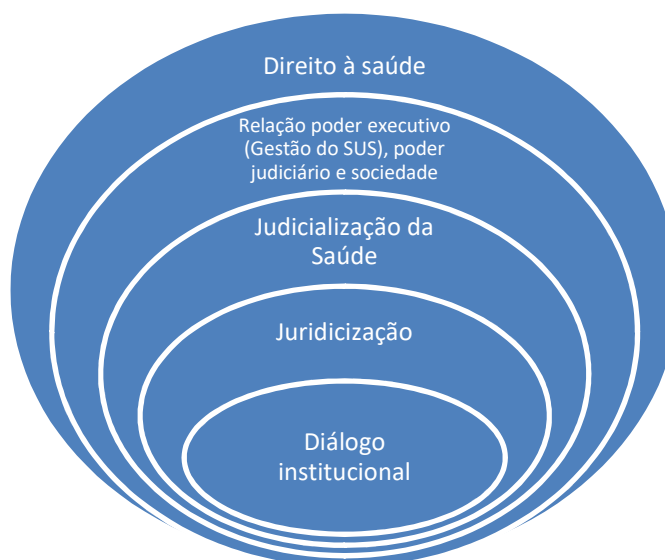 Direito à saúde
Relação poder executivo
(Gestão do SUS), poder
judiciário e sociedade
Judicialização da
Saúde
Juridicização
Diálogo
institucional